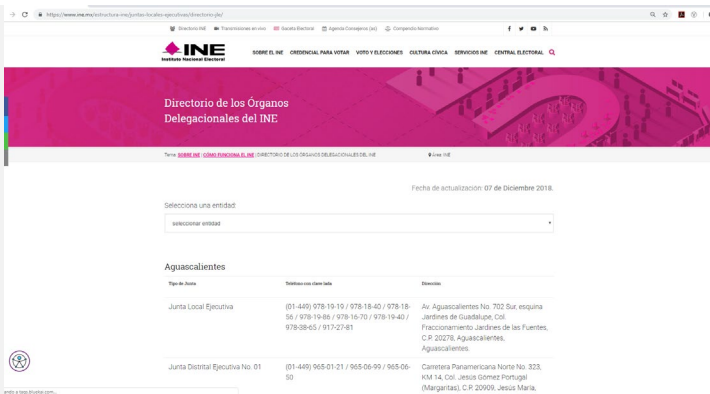 https://www.ine.mx/estructura-ine/juntas-locales-ejecutivas/directorio-jle/
Directorio INE Transmisiones en vivo Gaceta Electoral Agenda Consejeros (as) Compendio Normativo
INE
Instituto Nacional Electoral
SOBRE EL INE CREDENCIAL PARA VOTAR VOTO Y ELECCIONES CULTURA CÍVICA SERVICIOS INE CENTRAL ELECTORAL
Directorio de los Órganos
Delegacionales del INE
Tema: SOBRE INE | CÓMO FUNCIONA EL INE | DIRECTORIO DE LOS ÓRGANOS DELEGACIONALES DEL INE Área: INE
Fecha de actualización: 07 de Diciembre 2018.
Selecciona una entidad:
seleccionar entidad
Aguascalientes
Tipo de Junta Teléfono con clave lada Dirección
Junta Local Ejecutiva (01-449) 978-19-19 / 978-18-40 / 978-18- Av. Aguascalientes No. 702 Sur, esquina
56 / 978-19-86 / 978-16-70 / 978-19-40 / Jardines de Guadalupe, Col.
978-38-65 / 917-27-81 Fraccionamiento Jardines de las Fuentes,
C.P. 20278, Aguascalientes,
Aguascalientes.
Junta Distrital Ejecutiva No. 01 (01-449) 965-01-21 / 965-06-99 / 965-06- Carretera Panamericana Norte No. 323,
50 KM 14, Col. Jesús Gómez Portugal
(Margaritas), C.P. 20909, Jesús María,